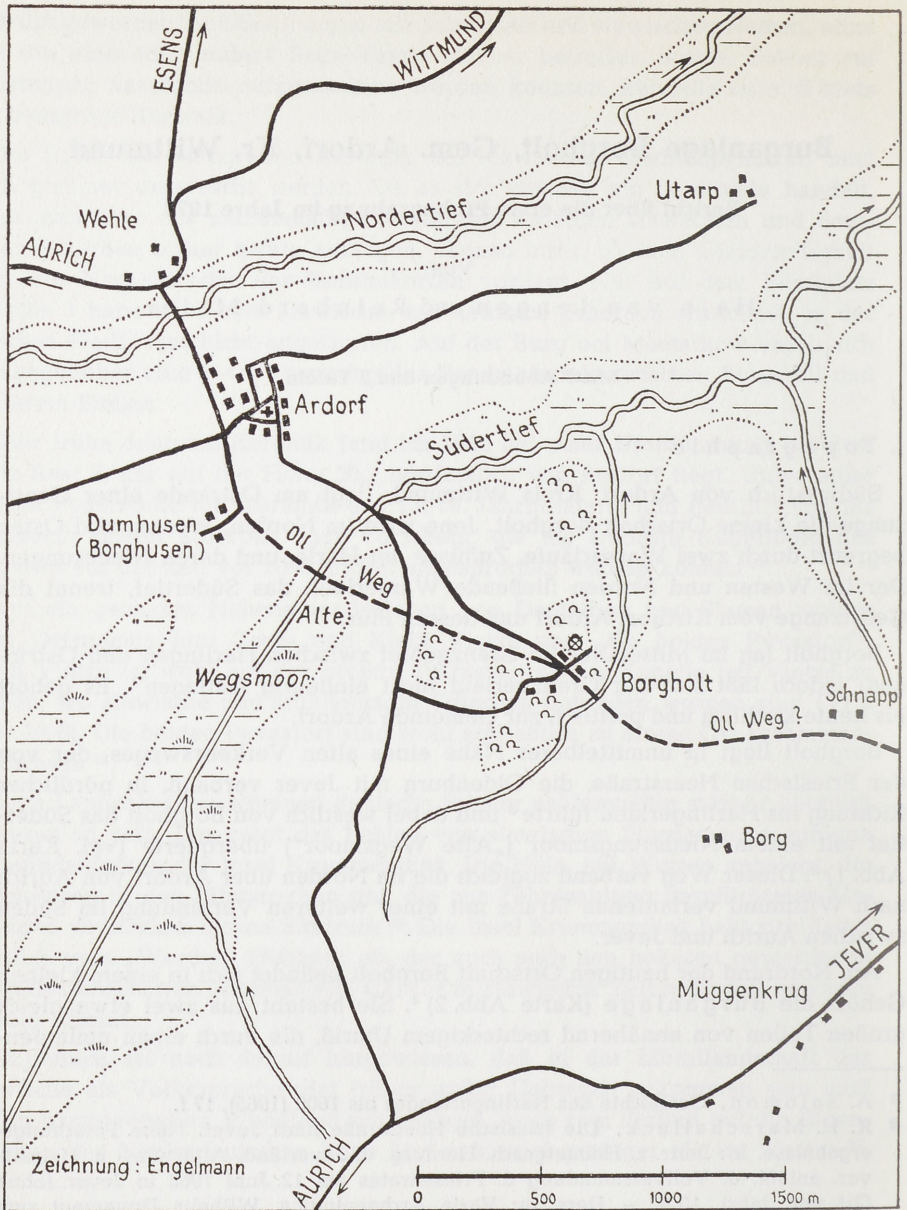 ESENS
WITTMUND
Utarp
Nordertief
Wehle
AURICH
Ardorf
Südertief
Dumhusen
(Borghusen)
Oll Weg
Alte
Wegsmoor
Borgholt
Schnapp
Oll Weg
Borg
JEVER
Müggenkrug
AURICH
Zeichnung: Engelmann
0 500 1000 1500 m